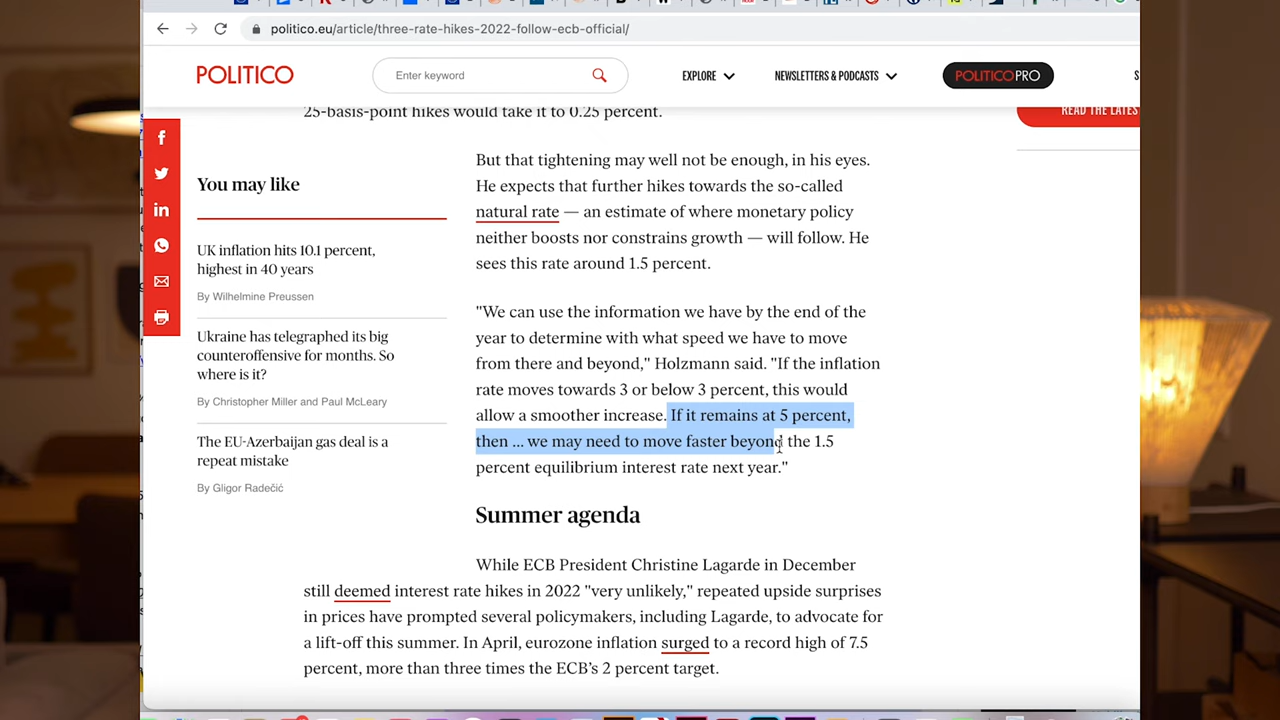 politico.eu/article/three-rate-hikes-2022-follow-ecb-official/
POLITICO
Enter keyword
EXPLORE
NEWSLETTERS & PODCASTS
POLITICO PRO
S
READ THE LATES
25-basis-point hikes would take it to 0.25 percent.
You may like
UK inflation hits 10.1 percent,
highest in 40 years
By Wilhelmine Preussen
Ukraine has telegraphed its big
counteroffensive for months. So
where is it?
By Christopher Miller and Paul McLeary
The EU-Azerbaijan gas deal is a
repeat mistake
By Gligor Radečić
But that tightening may well not be enough, in his eyes.
He expects that further hikes towards the so-called
natural rate — an estimate of where monetary policy
neither boosts nor constrains growth — will follow. He
sees this rate around 1.5 percent.
"We can use the information we have by the end of the
year to determine with what speed we have to move
from there and beyond," Holzmann said. "If the inflation
rate moves towards 3 or below 3 percent, this would
allow a smoother increase. If it remains at 5 percent,
then ... we may need to move faster beyond the 1.5
percent equilibrium interest rate next year."
Summer agenda
While ECB President Christine Lagarde in December
still deemed interest rate hikes in 2022 "very unlikely," repeated upside surprises
in prices have prompted several policymakers, including Lagarde, to advocate for
a lift-off this summer. In April, eurozone inflation surged to a record high of 7.5
percent, more than three times the ECB's 2 percent target.